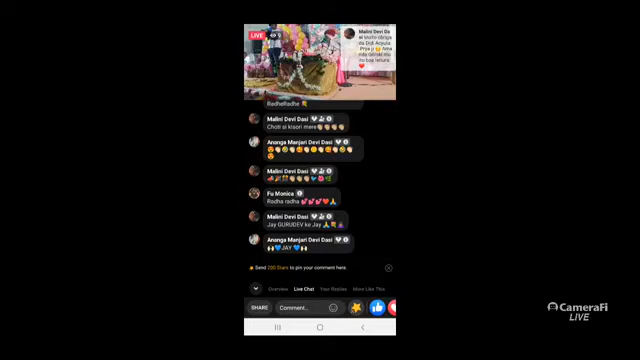 LIVE
Malini Devi Da
RadheRadhe
Malini Devi Dasi
Choti si kisori mere
Ananga Manjari Devi Dasi
Malini Devi Dasi
Fu Monica
Radha radha
Malini Devi Dasi
Jay GURUDEV ke Jay
Ananga Manjari Devi Dasi
JAY
Send 200 Stars to pin your comment here.
Overview Live Chat Your Replies More Like This
SHARE Comment...
CameraFi
LIVE